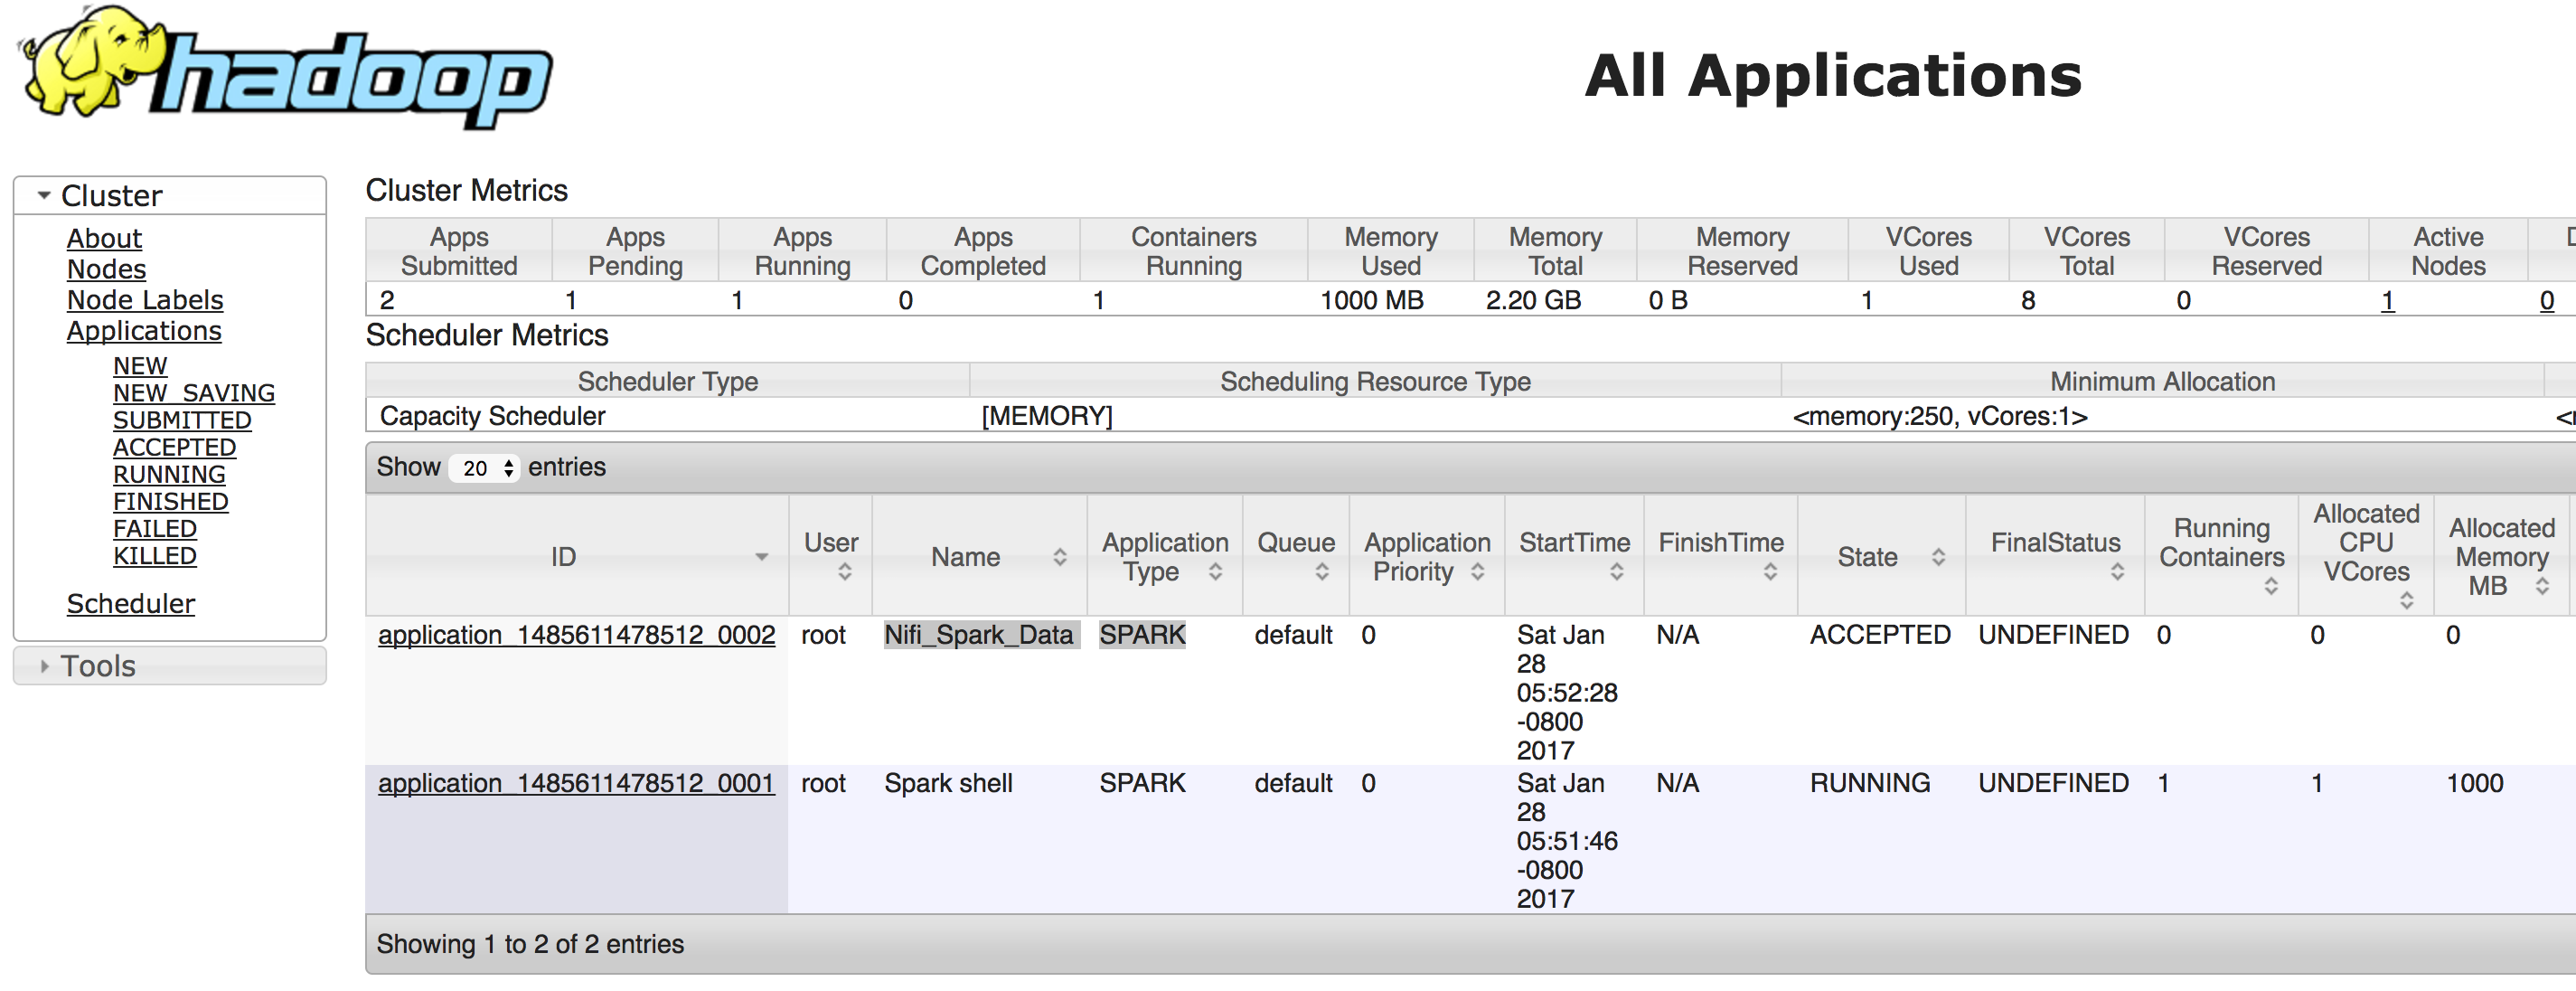 hadoop
All Applications
Cluster
About
Nodes
Node Labels
Applications
NEW
NEW_SAVING
SUBMITTED
ACCEPTED
RUNNING
FINISHED
FAILED
KILLED
Scheduler
Tools
Cluster Metrics
Apps Submitted Apps Pending Apps Running Apps Completed Containers Running Memory Used Memory Total Memory Reserved VCores Used VCores Total VCores Reserved Active Nodes
2 1 1 0 1 1000 MB 2.20 GB 0 B 1 8 0 1 0
Scheduler Metrics
Scheduler Type Scheduling Resource Type Minimum Allocation
Capacity Scheduler [MEMORY] <memory:250, vCores:1>
Show 20 entries
ID User Name Application Type Queue Application Priority StartTime FinishTime State FinalStatus Running Containers Allocated CPU VCores Allocated Memory MB
application_1485611478512_0002 root Nifi_Spark_Data SPARK default 0 Sat Jan 28 05:52:28 -0800 2017 N/A ACCEPTED UNDEFINED 0 0 0
application_1485611478512_0001 root Spark shell SPARK default 0 Sat Jan 28 05:51:46 -0800 2017 N/A RUNNING UNDEFINED 1 1 1000
Showing 1 to 2 of 2 entries